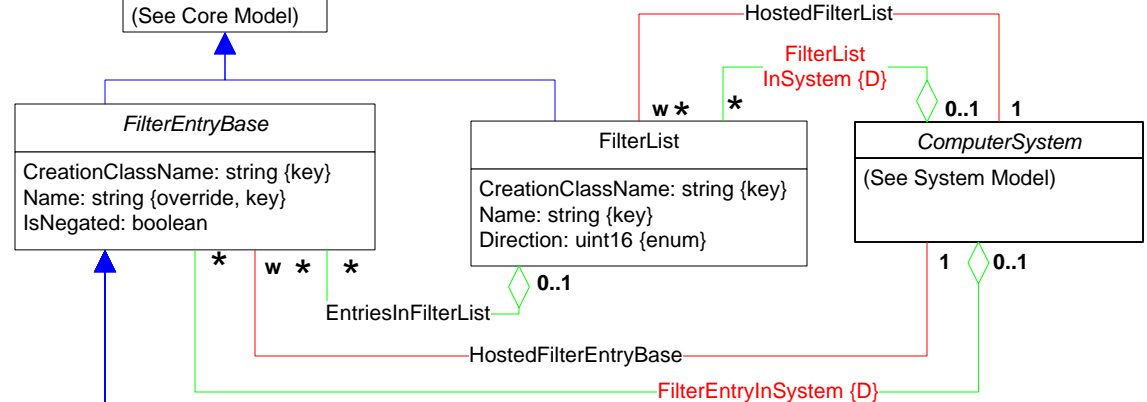 (See Core Model)
HostedFilterList
FilterList
InSystem {D}
w *
*
0..1
1
FilterEntryBase
CreationClassName: string {key}
Name: string {override, key}
IsNegated: boolean
FilterList
CreationClassName: string {key}
Name: string {key}
Direction: uint16 {enum}
ComputerSystem
(See System Model)
*
w *
*
0..1
1
0..1
EntriesInFilterList
HostedFilterEntryBase
FilterEntryInSystem {D}